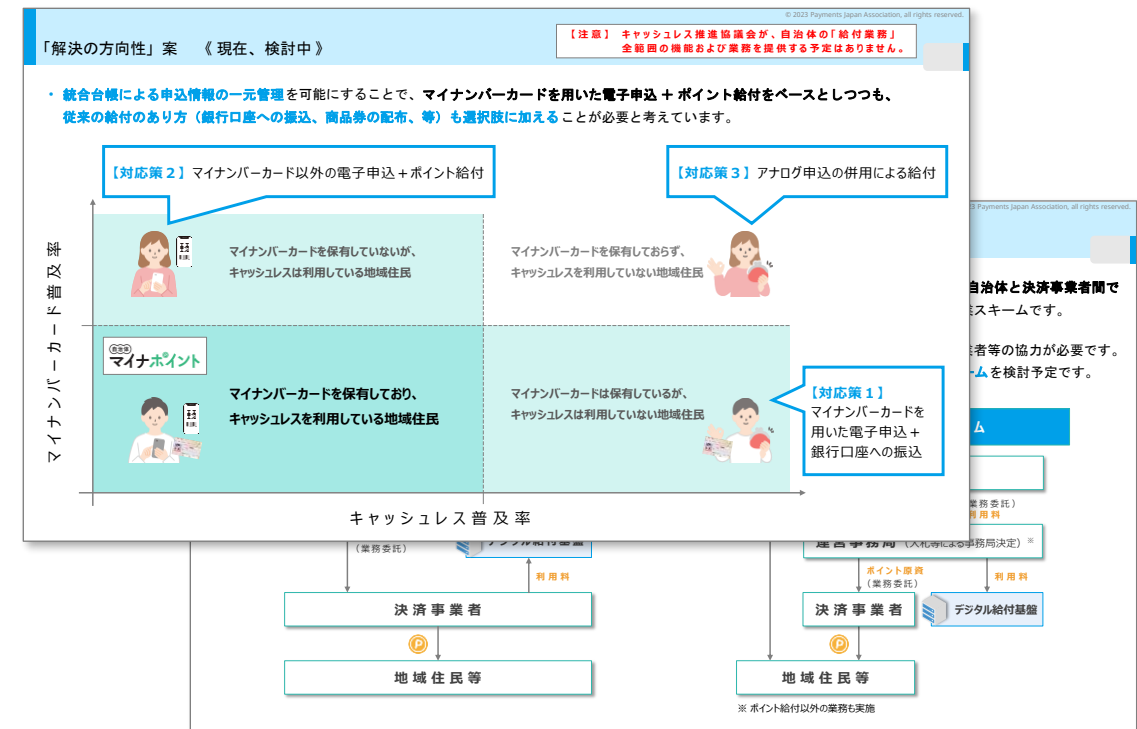 © 2023 Payments Japan Association, all rights reserved.
「解決の方向性」案 《 現在、検討中 》
【注意】 キャッシュレス推進協議会が、自治体の「給付業務」
全範囲の機能および業務を提供する予定はありません。
・ 統合台帳による申込情報の一元管理を可能にすることで、マイナンバーカードを用いた電子申込 + ポイント給付をベースとしつつも、
従来の給付のあり方（銀行口座への振込、商品券の配布、等）も選択肢に加えることが必要と考えています。
【対応策２】マイナンバーカード以外の電子申込＋ポイント給付
【対応策３】アナログ申込の併用による給付
マイナンバーカード普及率
マイナンバーカードを保有していないが、
キャッシュレスは利用している地域住民
マイナンバーカードを保有しておらず、
キャッシュレスを利用していない地域住民
自治体
マイナポイント
マイナンバーカードを保有しており、
キャッシュレスを利用している地域住民
マイナンバーカードは保有しているが、
キャッシュレスは利用していない地域住民
【対応策１】
マイナンバーカードを
用いた電子申込＋
銀行口座への振込
キャッシュレス普及率
Payments Japan Association, all rights reserved.
自治体と決済事業者間で
スキームです。
者等の協力が必要です。
ムを検討予定です。
ム
業務委託）
利用料
運営事務局（入札等による事務局決定）※
（業務委託）
デジタル給付基盤
利用料
決済事業者
P
地域住民等
ポイント原資
（業務委託）
利用料
決済事業者
デジタル給付基盤
P
地域住民等
※ ポイント給付以外の業務も実施